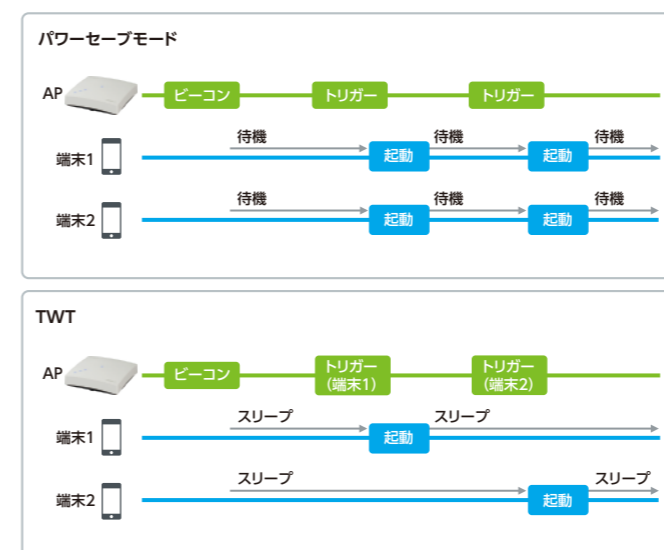 パワーセーブモード
AP
ビーコン
トリガー
トリガー
端末1
待機
起動
待機
起動
待機
端末2
待機
起動
待機
起動
待機
TWT
AP
ビーコン
トリガー
(端末1)
トリガー
(端末2)
端末1
スリープ
起動
スリープ
端末2
スリープ
起動
スリープ